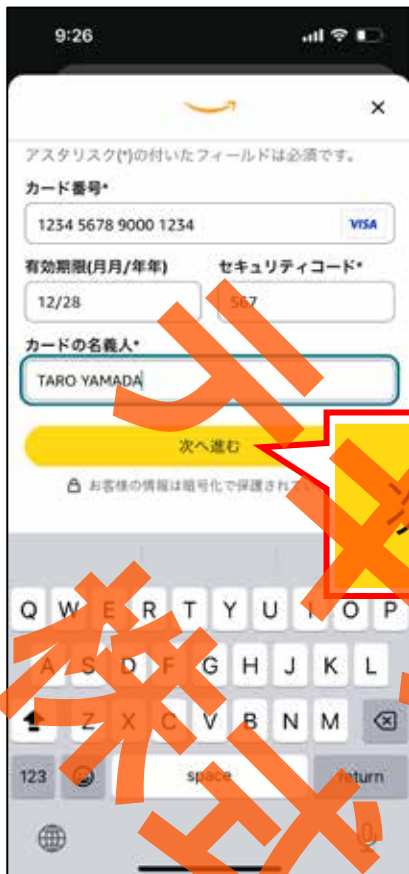 9:26
アスタリスク(*)の付いたフィールドは必須です。
カード番号*
1234 5678 9000 1234 VISA
有効期限(月月/年年) セキュリティコード*
12/28 567
カードの名義人*
TARO YAMADA
次へ進む
お客様の情報は暗号化で保護されてい
Q W E R T Y U I O P
A S D F G H J K L
Z X C V B N M
123 space return